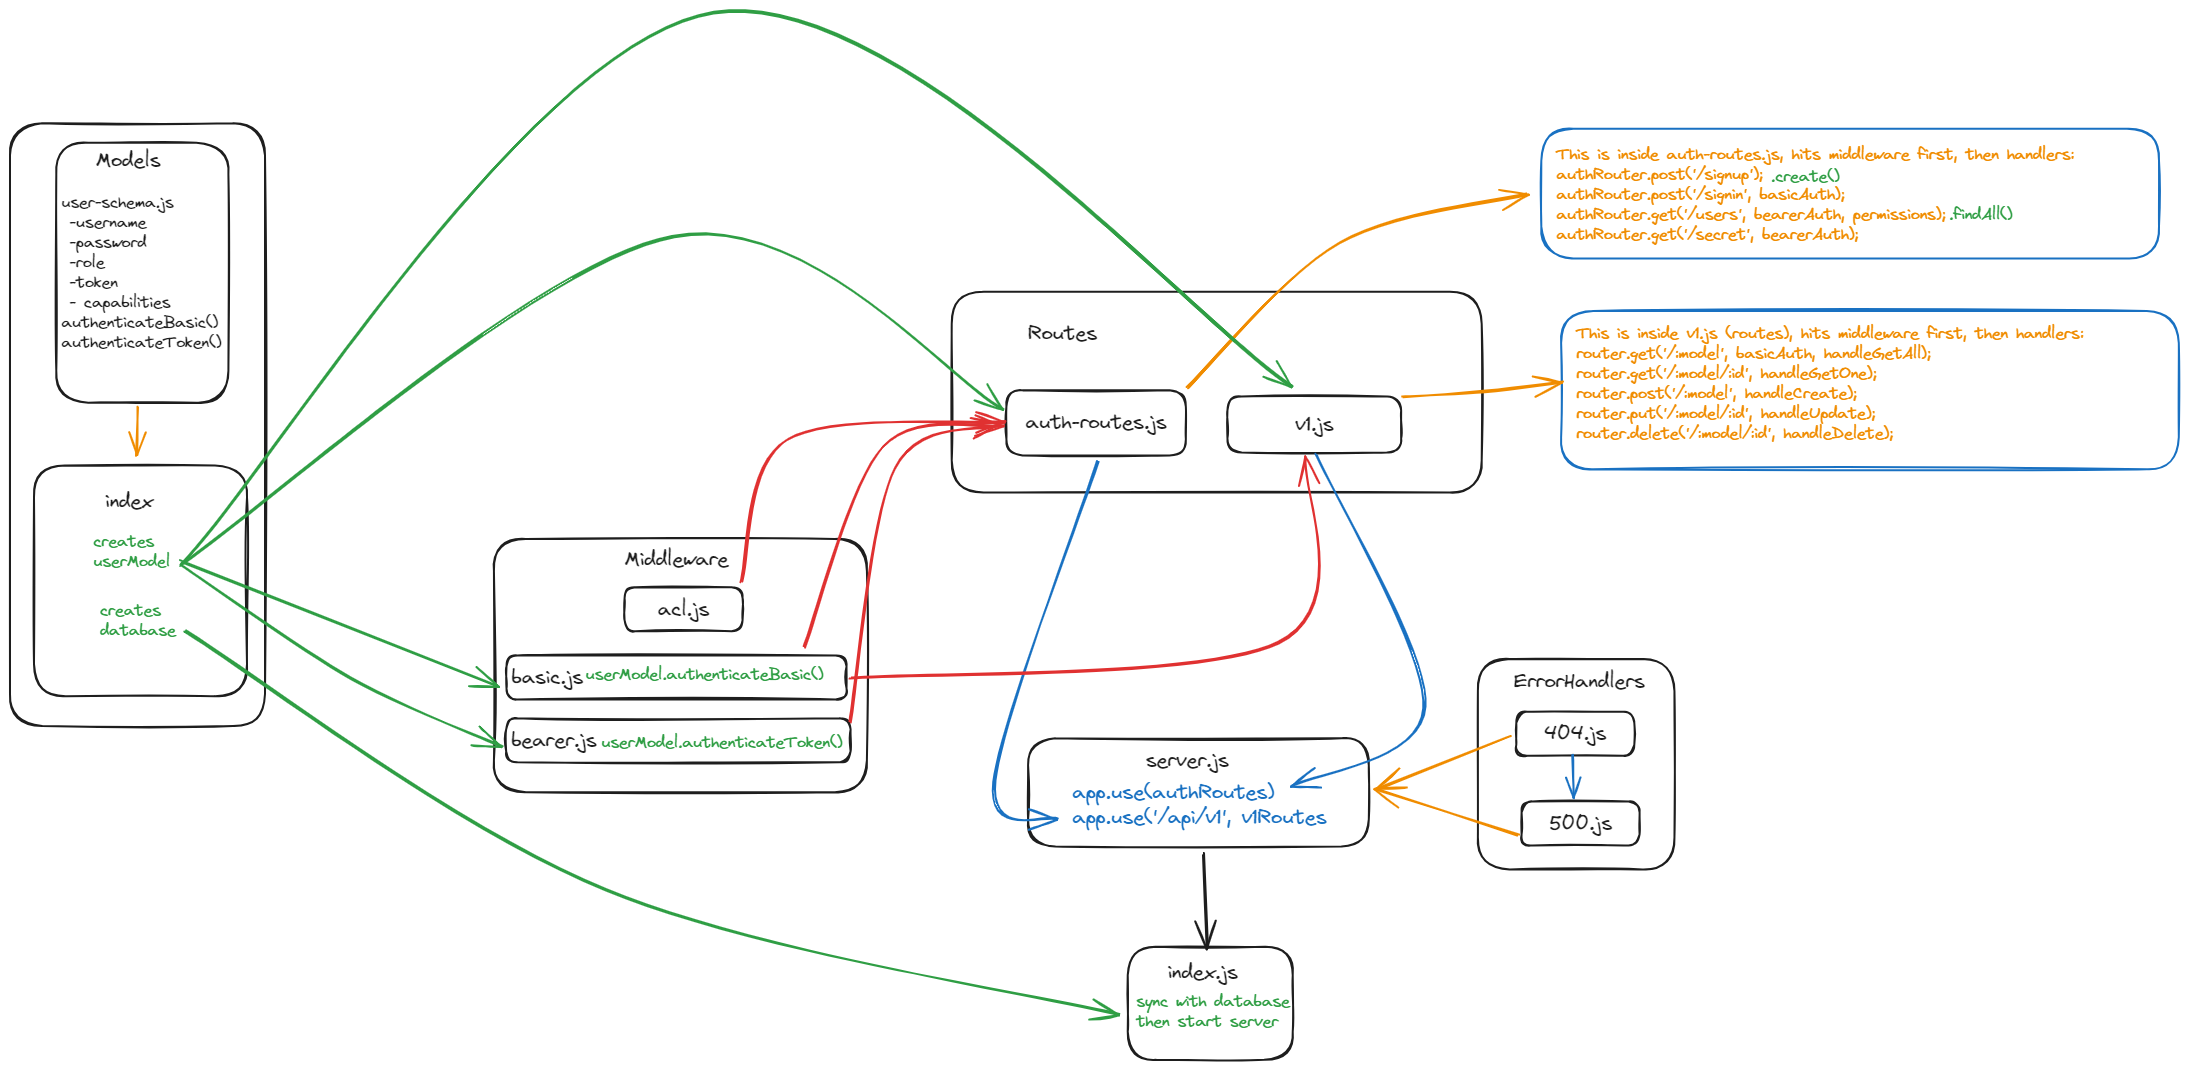 Models
user-schema.js
-username
-password
-role
-token
- capabilities
authenticateBasic()
authenticateToken()
index
creates
userModel
creates
database
Middleware
acl.js
basic.js userModel.authenticateBasic()
bearer.js userModel.authenticateToken()
Routes
auth-routes.js
v1.js
This is inside auth-routes.js, hits middleware first, then handlers:
authRouter.post('/signup'); .create()
authRouter.post('/signin', basicAuth);
authRouter.get('/users', bearerAuth, permissions); .findAll()
authRouter.get('/secret', bearerAuth);
This is inside v1.js (routes), hits middleware first, then handlers:
router.get('/:model', basicAuth, handleGetAll);
router.get('/:model/:id', handleGetOne);
router.post('/:model', handleCreate);
router.put('/:model/:id', handleUpdate);
router.delete('/:model/:id', handleDelete);
server.js
app.use(authRoutes)
app.use('/api/v1', v1Routes
ErrorHandlers
404.js
500.js
index.js
sync with database
then start server